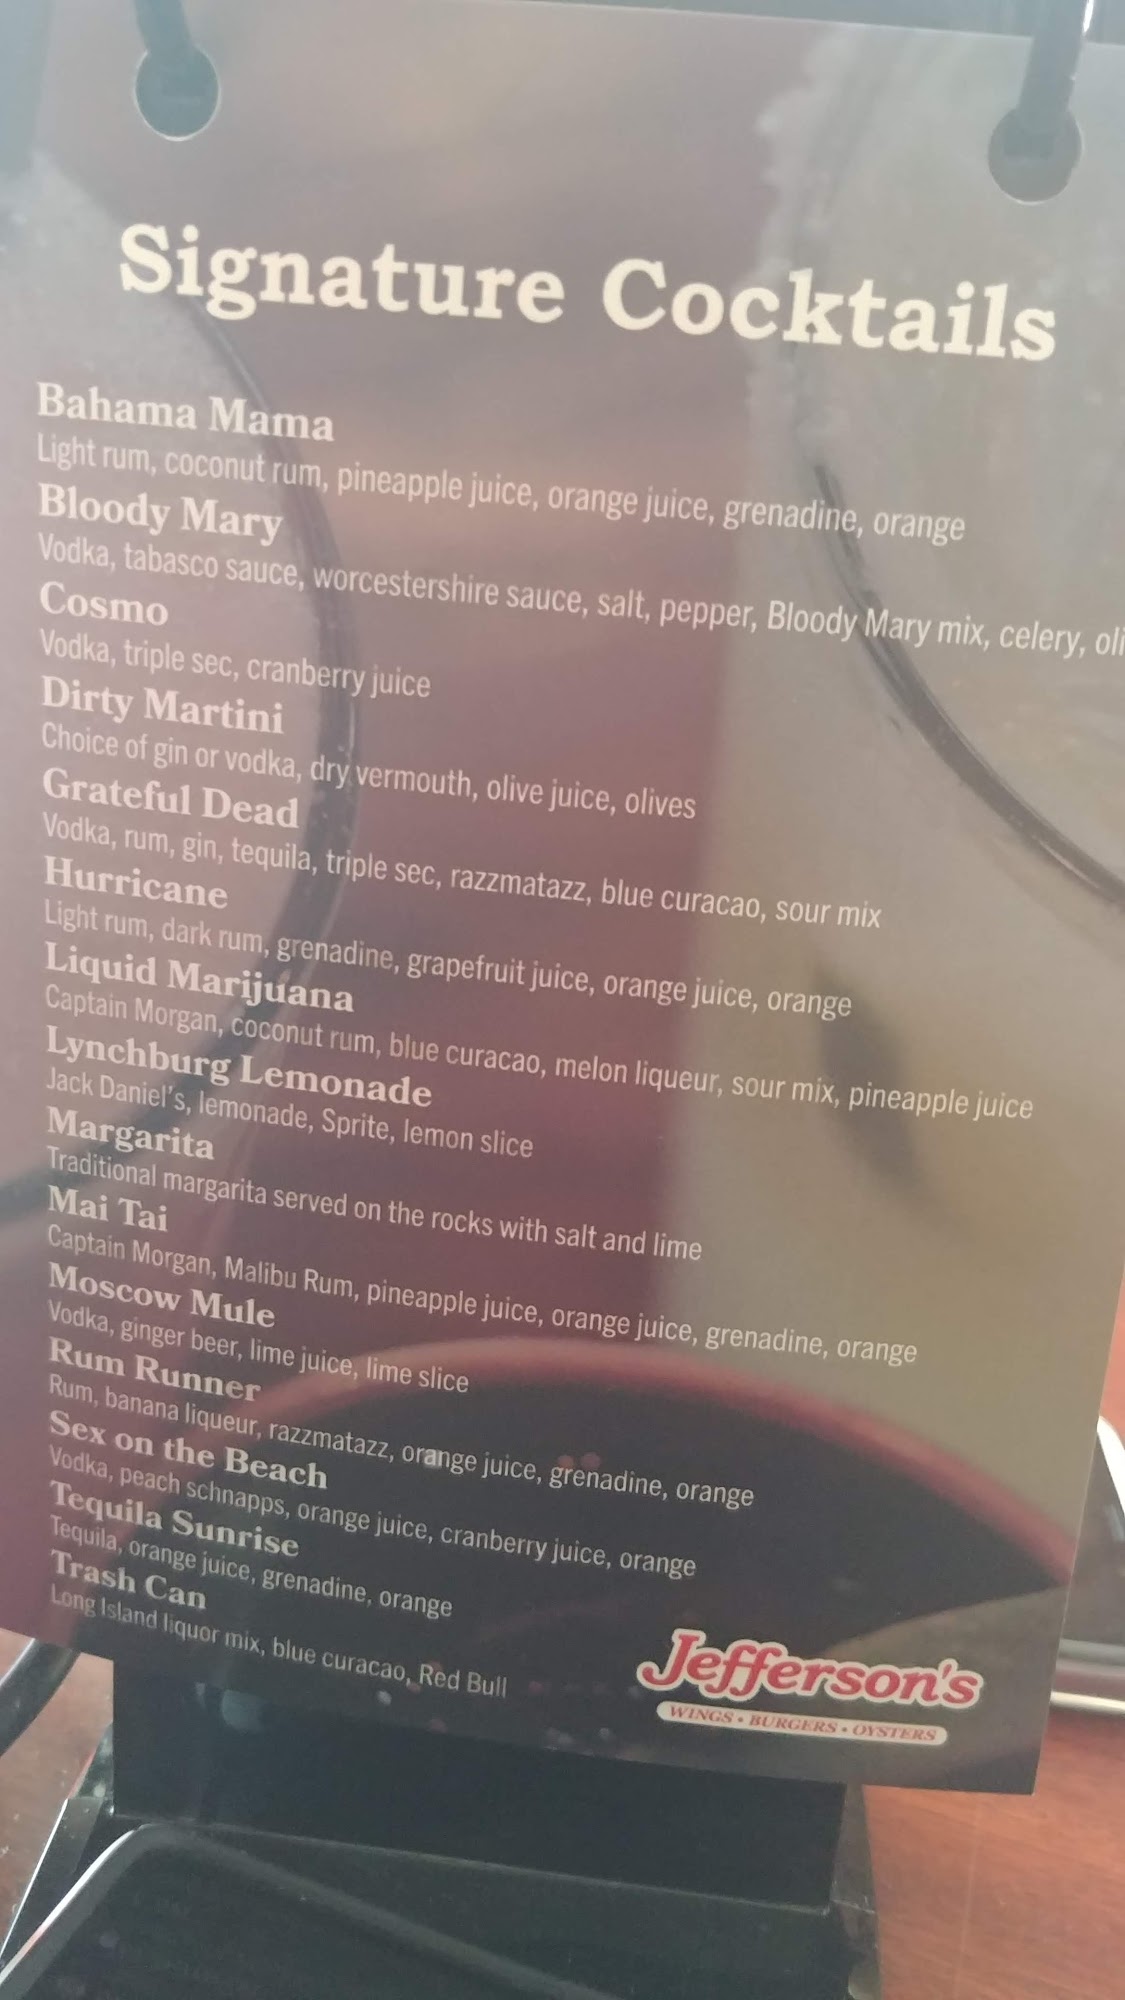 Signature Cocktails
Bahama Mama
Light rum, coconut rum, pineapple juice, orange juice, grenadine, orange
Bloody Mary
Vodka, tabasco sauce, worcestershire sauce, salt, pepper, Bloody Mary mix, celery, oli
Cosmo
Vodka, triple sec, cranberry juice
Dirty Martini
Choice of gin or vodka, dry vermouth, olive juice, olives
Grateful Dead
Vodka, rum, gin, tequila, triple sec, razzmatazz, blue curacao, sour mix
Hurricane
Light rum, dark rum, grenadine, grapefruit juice, orange juice, orange
Liquid Marijuana
Captain Morgan, coconut rum, blue curacao, melon liqueur, sour mix, pineapple juice
Lynchburg Lemonade
Jack Daniel's, lemonade, Sprite, lemon slice
Margarita
Traditional margarita served on the rocks with salt and lime
Mai Tai
Captain Morgan, Malibu Rum, pineapple juice, orange juice, grenadine, orange
Moscow Mule
Vodka, ginger beer, lime juice, lime slice
Rum Runner
Rum, banana liqueur, razzmatazz, orange juice, grenadine, orange
Sex on the Beach
Vodka, peach schnapps, orange juice, cranberry juice, orange
Tequila Sunrise
Tequila, orange juice, grenadine, orange
Trash Can
Long Island liquor mix, blue curacao, Red Bull
Jefferson's
WINGS • BURGERS • OYSTERS